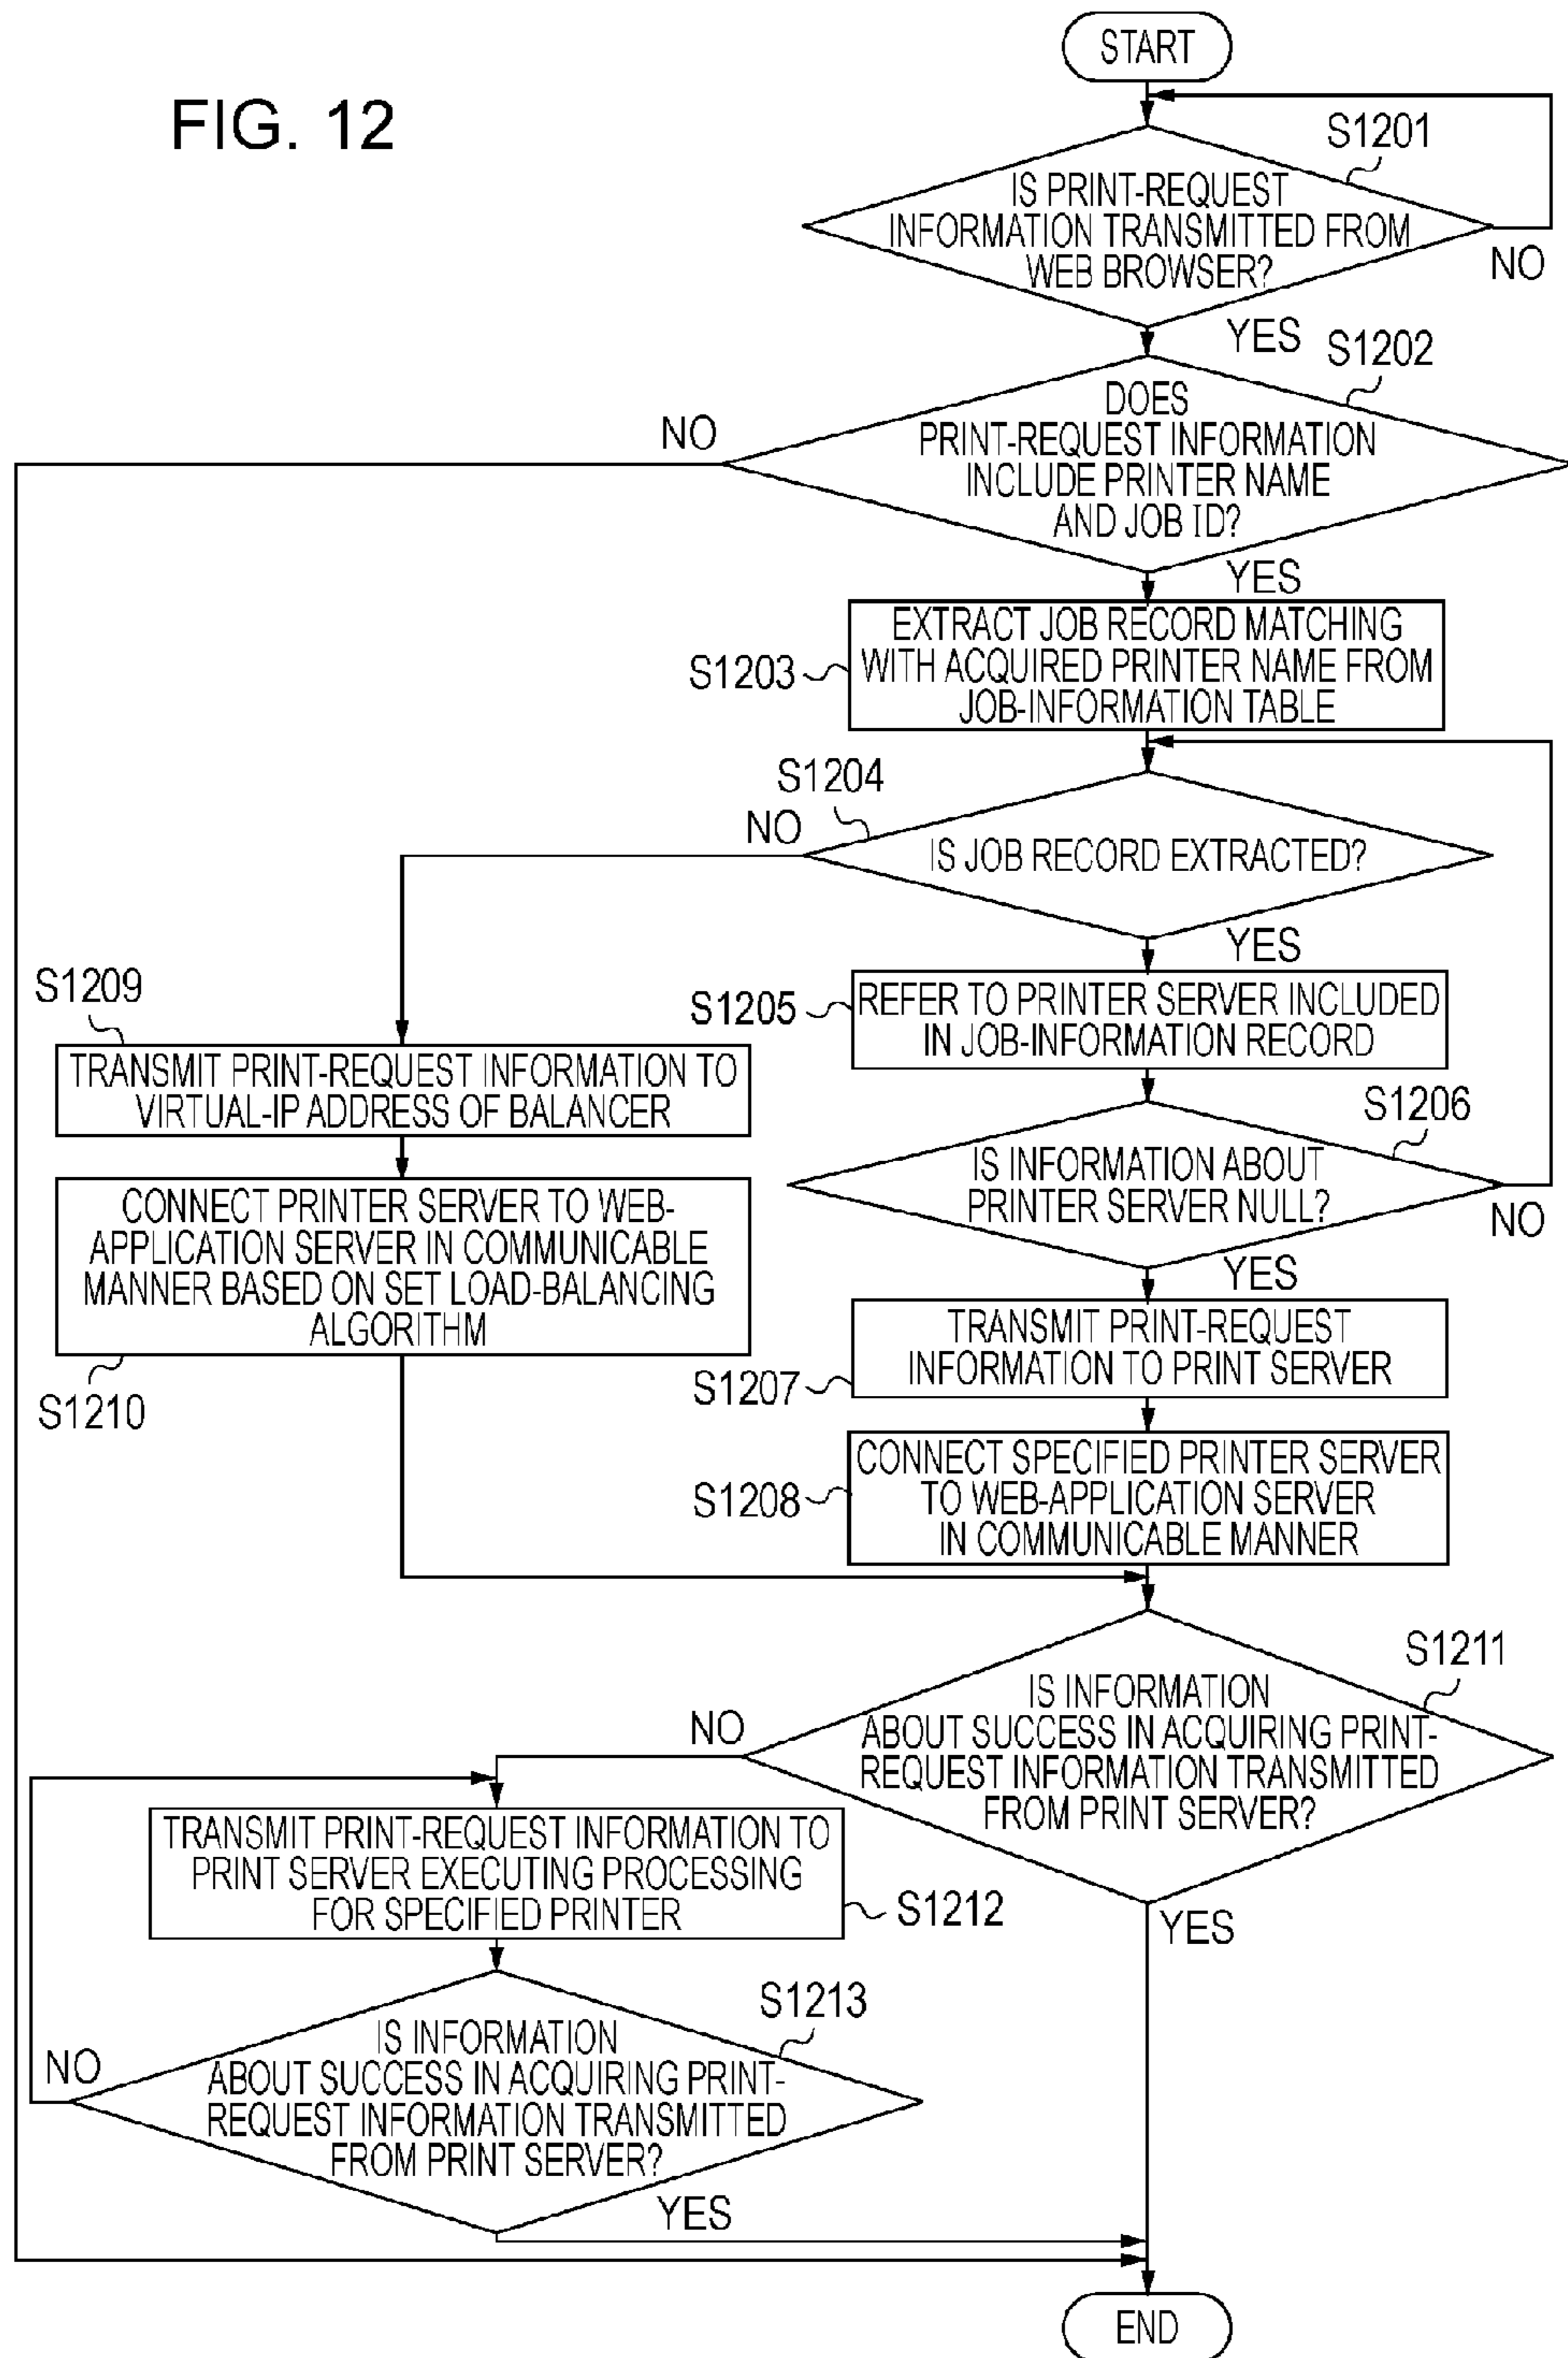 FIG. 12
START
S1201
IS PRINT-REQUEST
INFORMATION TRANSMITTED FROM
WEB BROWSER?
NO
YES
S1202
DOES
PRINT-REQUEST INFORMATION
INCLUDE PRINTER NAME
AND JOB ID?
NO
YES
S1203
EXTRACT JOB RECORD MATCHING
WITH ACQUIRED PRINTER NAME FROM
JOB-INFORMATION TABLE
S1204
NO
IS JOB RECORD EXTRACTED?
YES
S1205
REFER TO PRINTER SERVER INCLUDED
IN JOB-INFORMATION RECORD
S1209
TRANSMIT PRINT-REQUEST INFORMATION TO
VIRTUAL-IP ADDRESS OF BALANCER
S1206
IS INFORMATION ABOUT
PRINTER SERVER NULL?
NO
YES
CONNECT PRINTER SERVER TO WEB-
APPLICATION SERVER IN COMMUNICABLE
MANNER BASED ON SET LOAD-BALANCING
ALGORITHM
S1210
TRANSMIT PRINT-REQUEST
INFORMATION TO PRINT SERVER
S1207
CONNECT SPECIFIED PRINTER SERVER
TO WEB-APPLICATION SERVER
IN COMMUNICABLE MANNER
S1208
S1211
IS INFORMATION
ABOUT SUCCESS IN ACQUIRING PRINT-
REQUEST INFORMATION TRANSMITTED
FROM PRINT SERVER?
NO
YES
TRANSMIT PRINT-REQUEST INFORMATION TO
PRINT SERVER EXECUTING PROCESSING
FOR SPECIFIED PRINTER
S1212
S1213
IS INFORMATION
ABOUT SUCCESS IN ACQUIRING PRINT-
REQUEST INFORMATION TRANSMITTED
FROM PRINT SERVER?
NO
YES
END